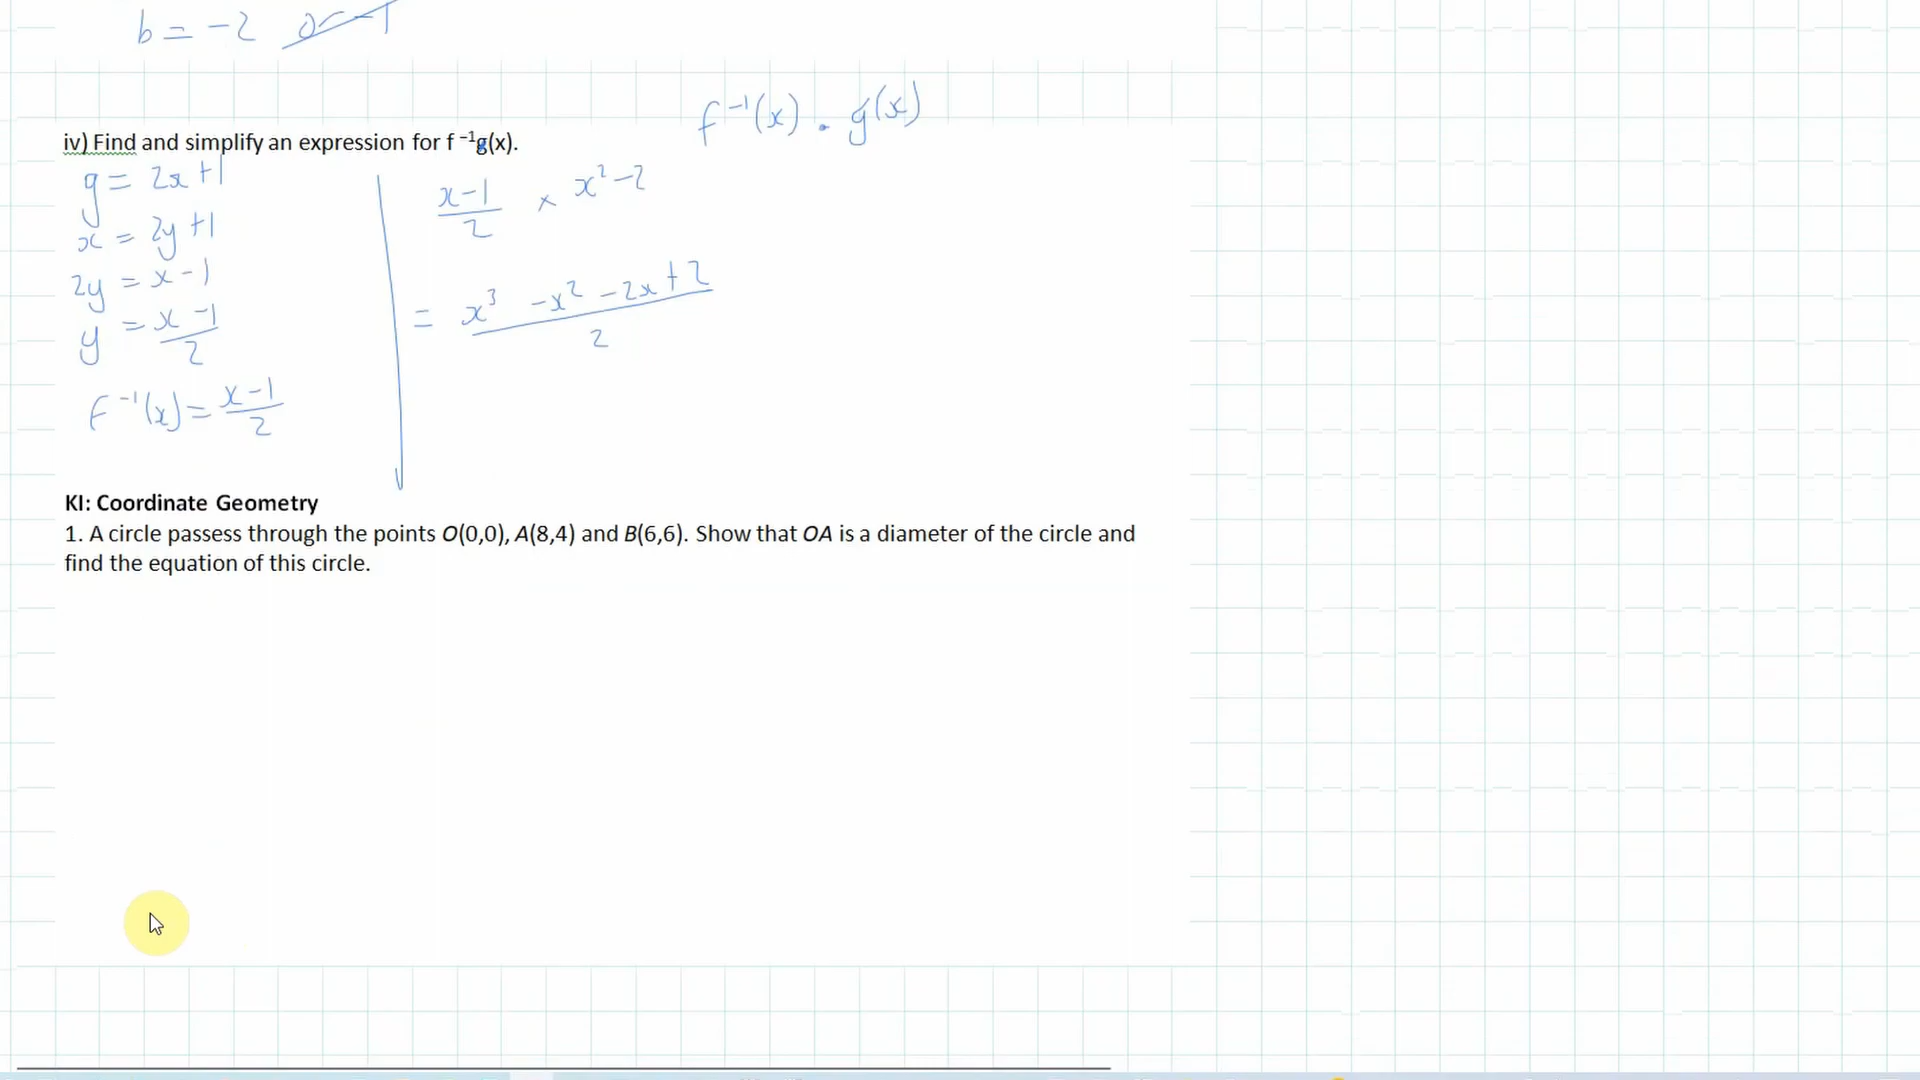 b = -2 or -1
f⁻¹(x) . g(x)
iv) Find and simplify an expression for f ⁻¹g(x).
y = 2x+1
x = 2y+1
2y = x-1
y = x-1/2
f⁻¹(x) = x-1/2
x-1/2 × x²-2
= x³ -x² -2x+2/2
KI: Coordinate Geometry
1. A circle passess through the points O(0,0), A(8,4) and B(6,6). Show that OA is a diameter of the circle and
find the equation of this circle.